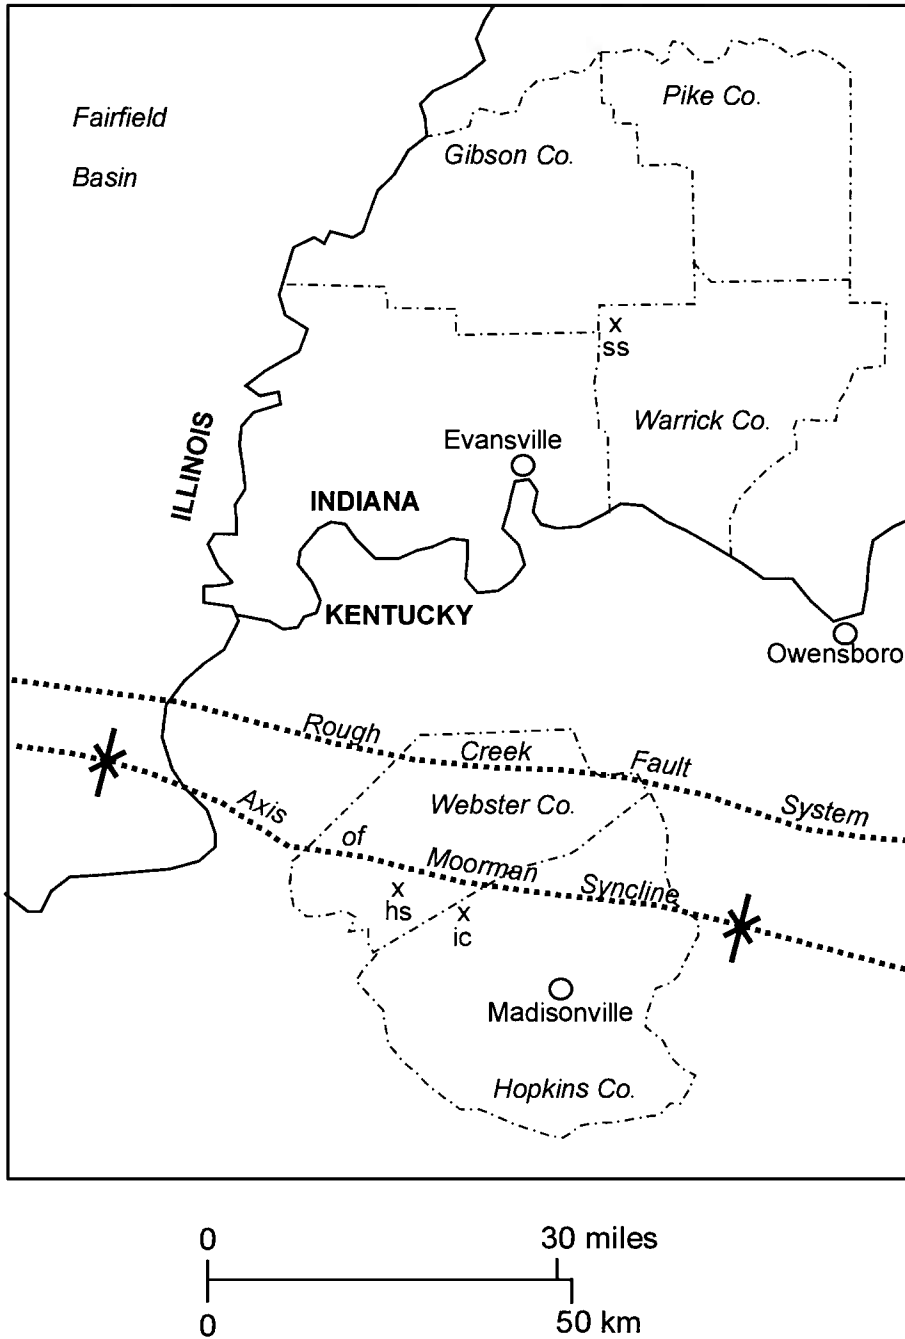 Pike Co.
Fairfield
Gibson Co.
Basin
x
ss
ILLINOIS
Warrick Co.
Evansville
INDIANA
KENTUCKY
Owensboro
Rough Creek Fault System
Webster Co.
Axis of Moorman Syncline
x
hs
x
ic
Madisonville
Hopkins Co.
0 30 miles
0 50 km